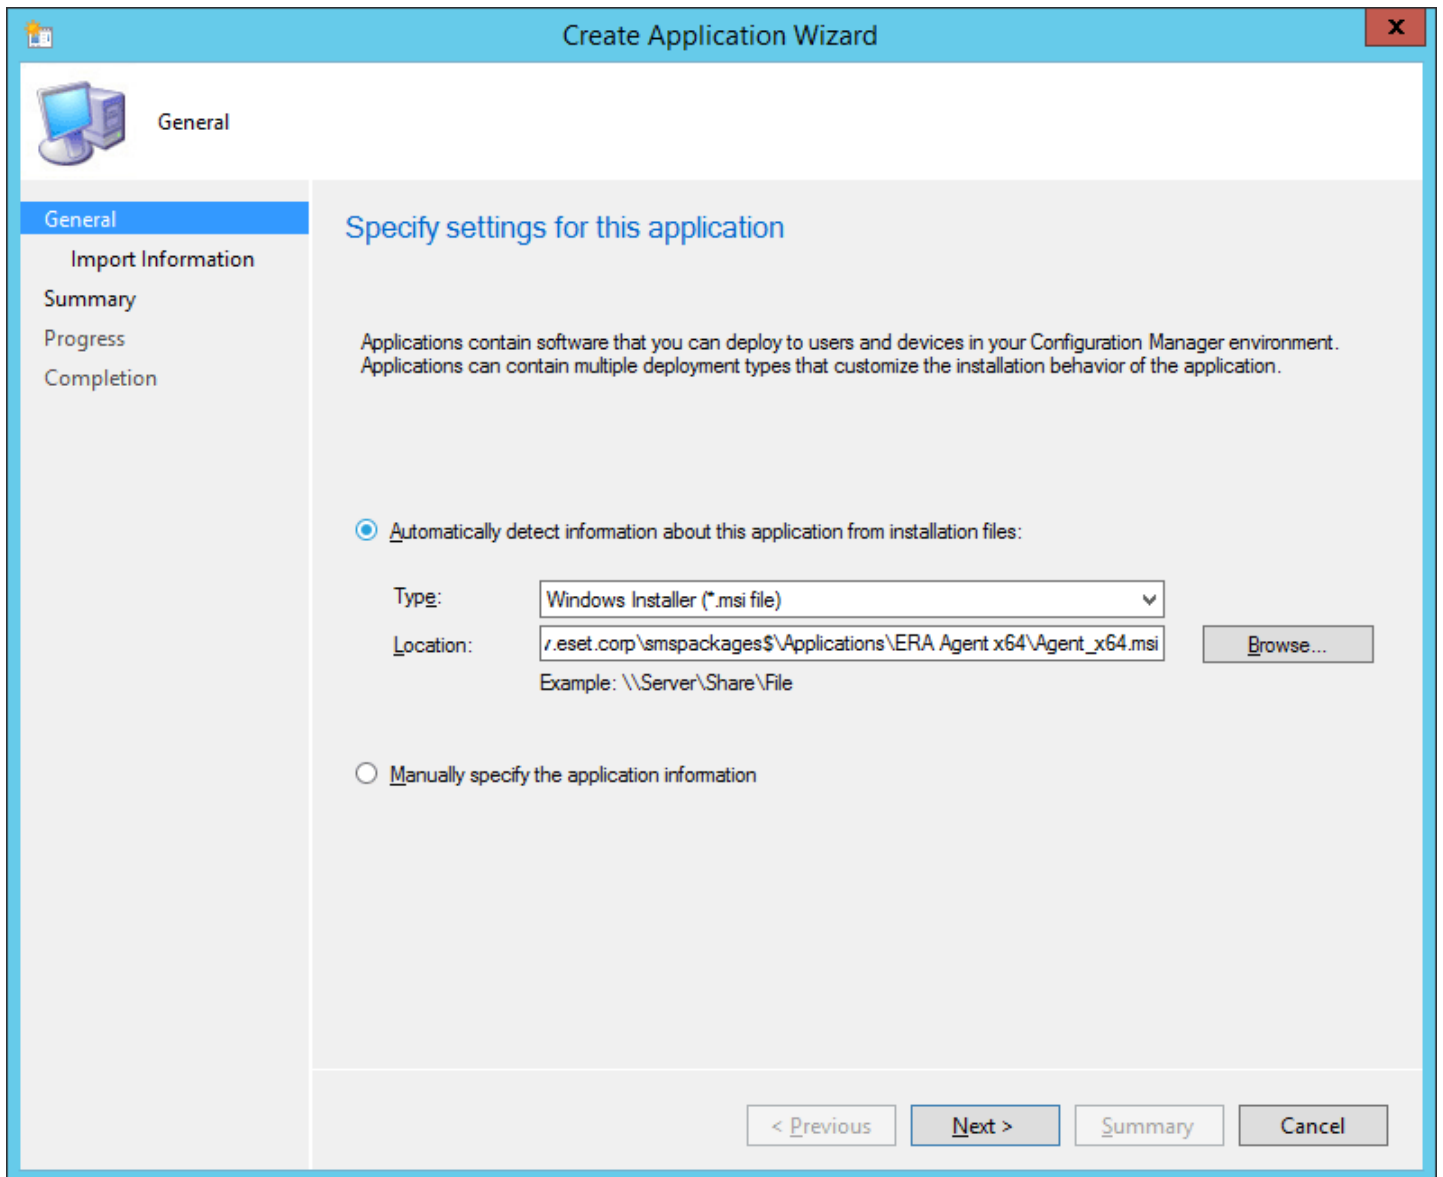 Create Application Wizard
X
General
General
Import Information
Summary
Progress
Completion
Specify settings for this application
Applications contain software that you can deploy to users and devices in your Configuration Manager environment.
Applications can contain multiple deployment types that customize the installation behavior of the application.
Automatically detect information about this application from installation files:
Type:
Windows Installer (*.msi file)
Location:
.eset.corp\smspackages$\Applications\ERA Agent x64\Agent_x64.msi
Browse...
Example: \\Server\Share\File
Manually specify the application information
< Previous
Next >
Summary
Cancel